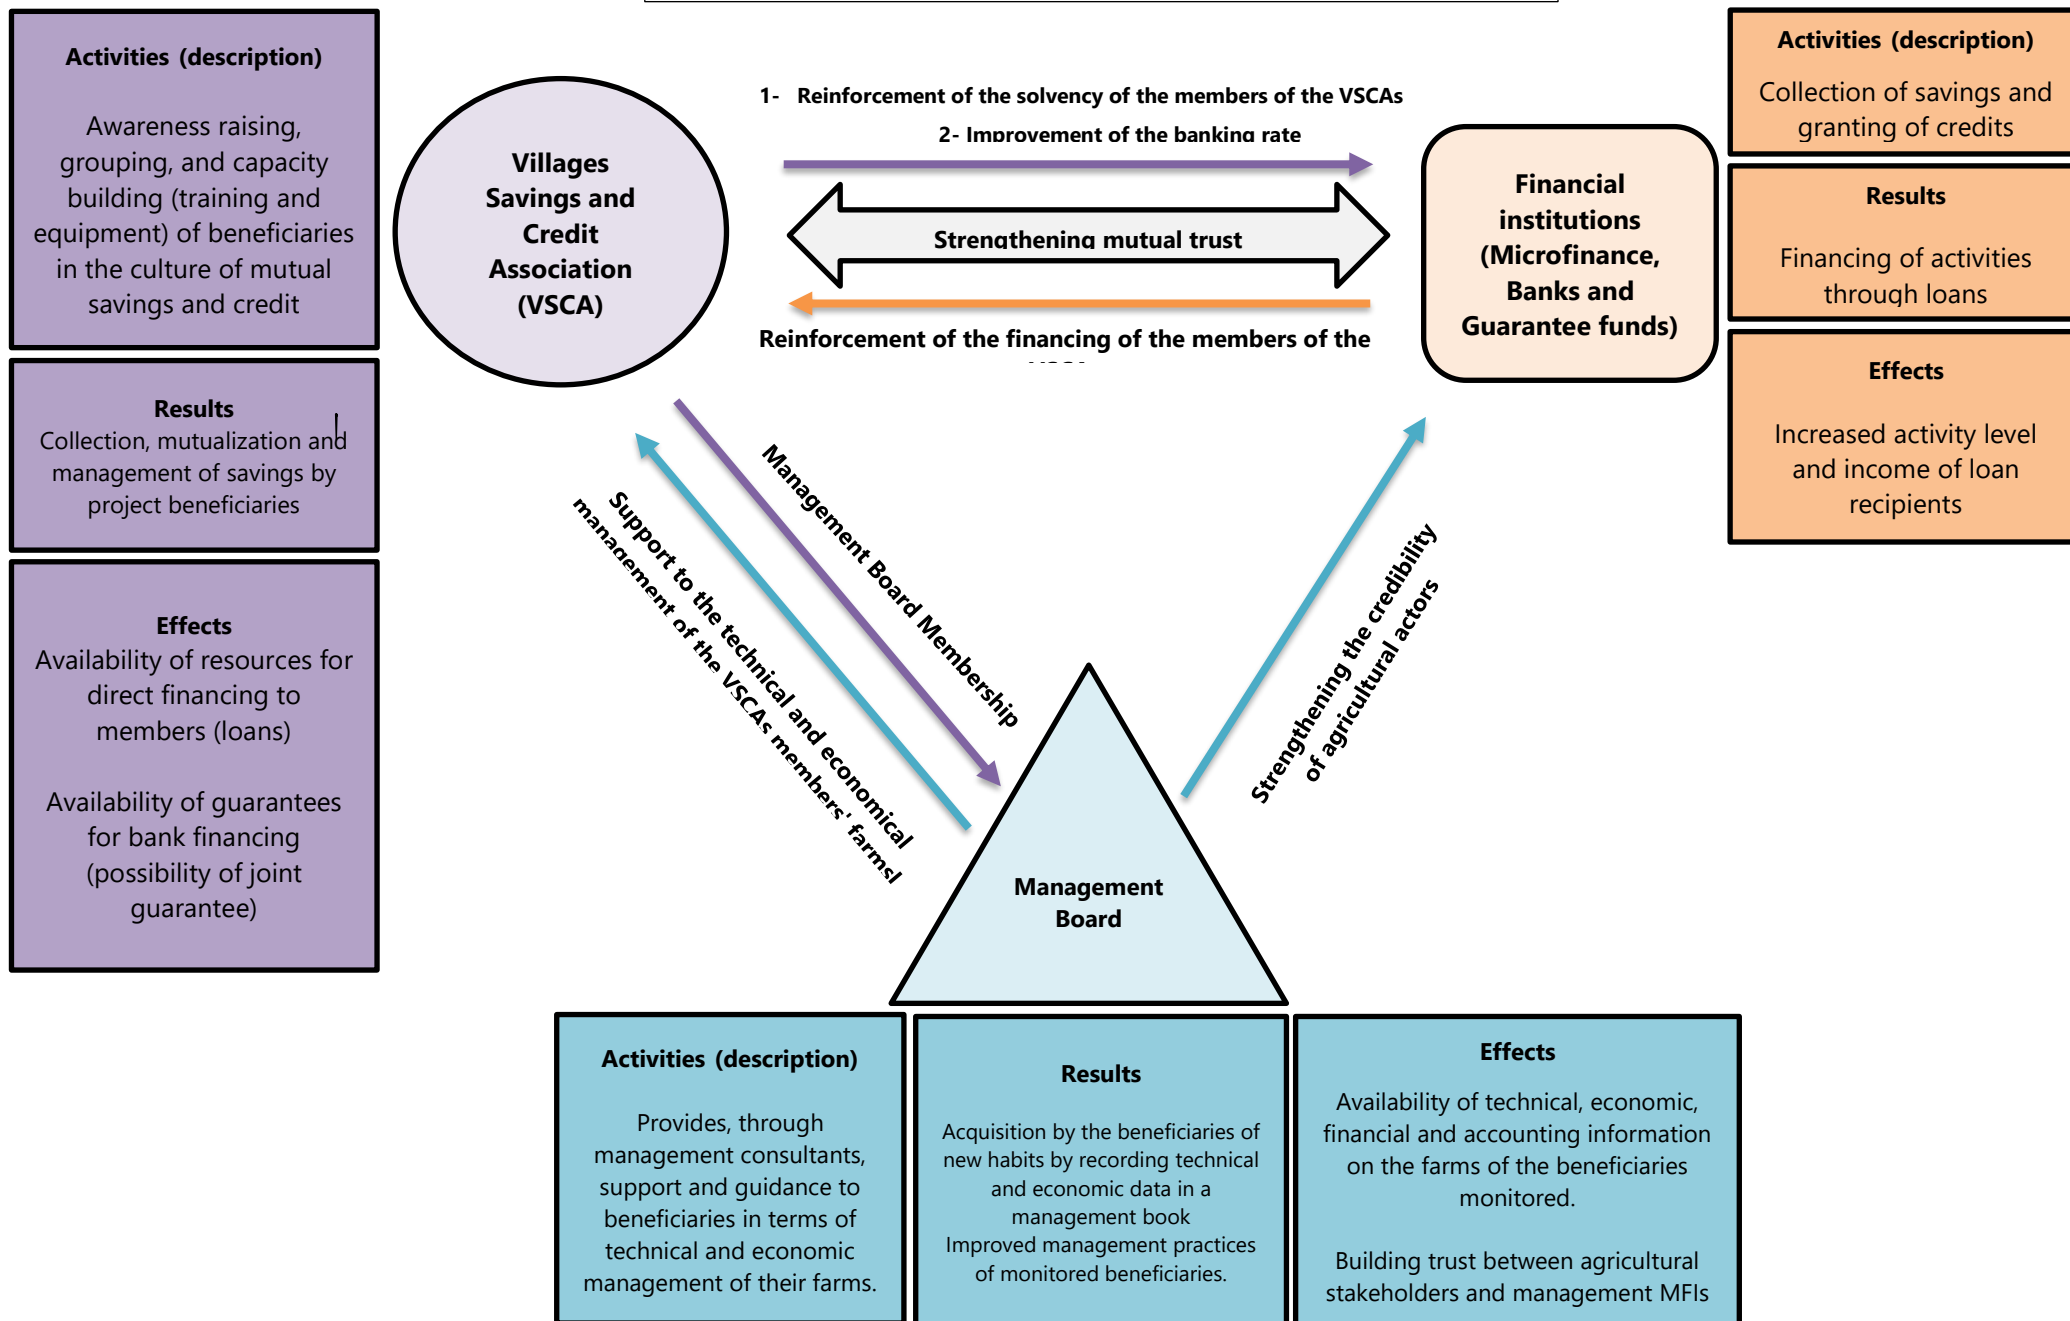 Activities (description)
Awareness raising,
grouping, and capacity
building (training and
equipment) of beneficiaries
in the culture of mutual
savings and credit
Results
Collection, mutualization and
management of savings by
project beneficiaries
Effects
Availability of resources for
direct financing to
members (loans)
Availability of guarantees
for bank financing
(possibility of joint
guarantee)
Villages
Savings and
Credit
Association
(VSCA)
1- Reinforcement of the solvency of the members of the VSCAs
2- Improvement of the banking rate
Strengthening mutual trust
Reinforcement of the financing of the members of the
Financial
institutions
(Microfinance,
Banks and
Guarantee funds)
Activities (description)
Collection of savings and
granting of credits
Results
Financing of activities
through loans
Effects
Increased activity level
and income of loan
recipients
Management Board Membership
Support to the technical and economical
management of the VSCAs members' farms
Strengthening the credibility
of agricultural actors
Management
Board
Activities (description)
Provides, through
management consultants,
support and guidance to
beneficiaries in terms of
technical and economic
management of their farms.
Results
Acquisition by the beneficiaries of
new habits by recording technical
and economic data in a
management book
Improved management practices
of monitored beneficiaries.
Effects
Availability of technical, economic,
financial and accounting information
on the farms of the beneficiaries
monitored.
Building trust between agricultural
stakeholders and management MFIs